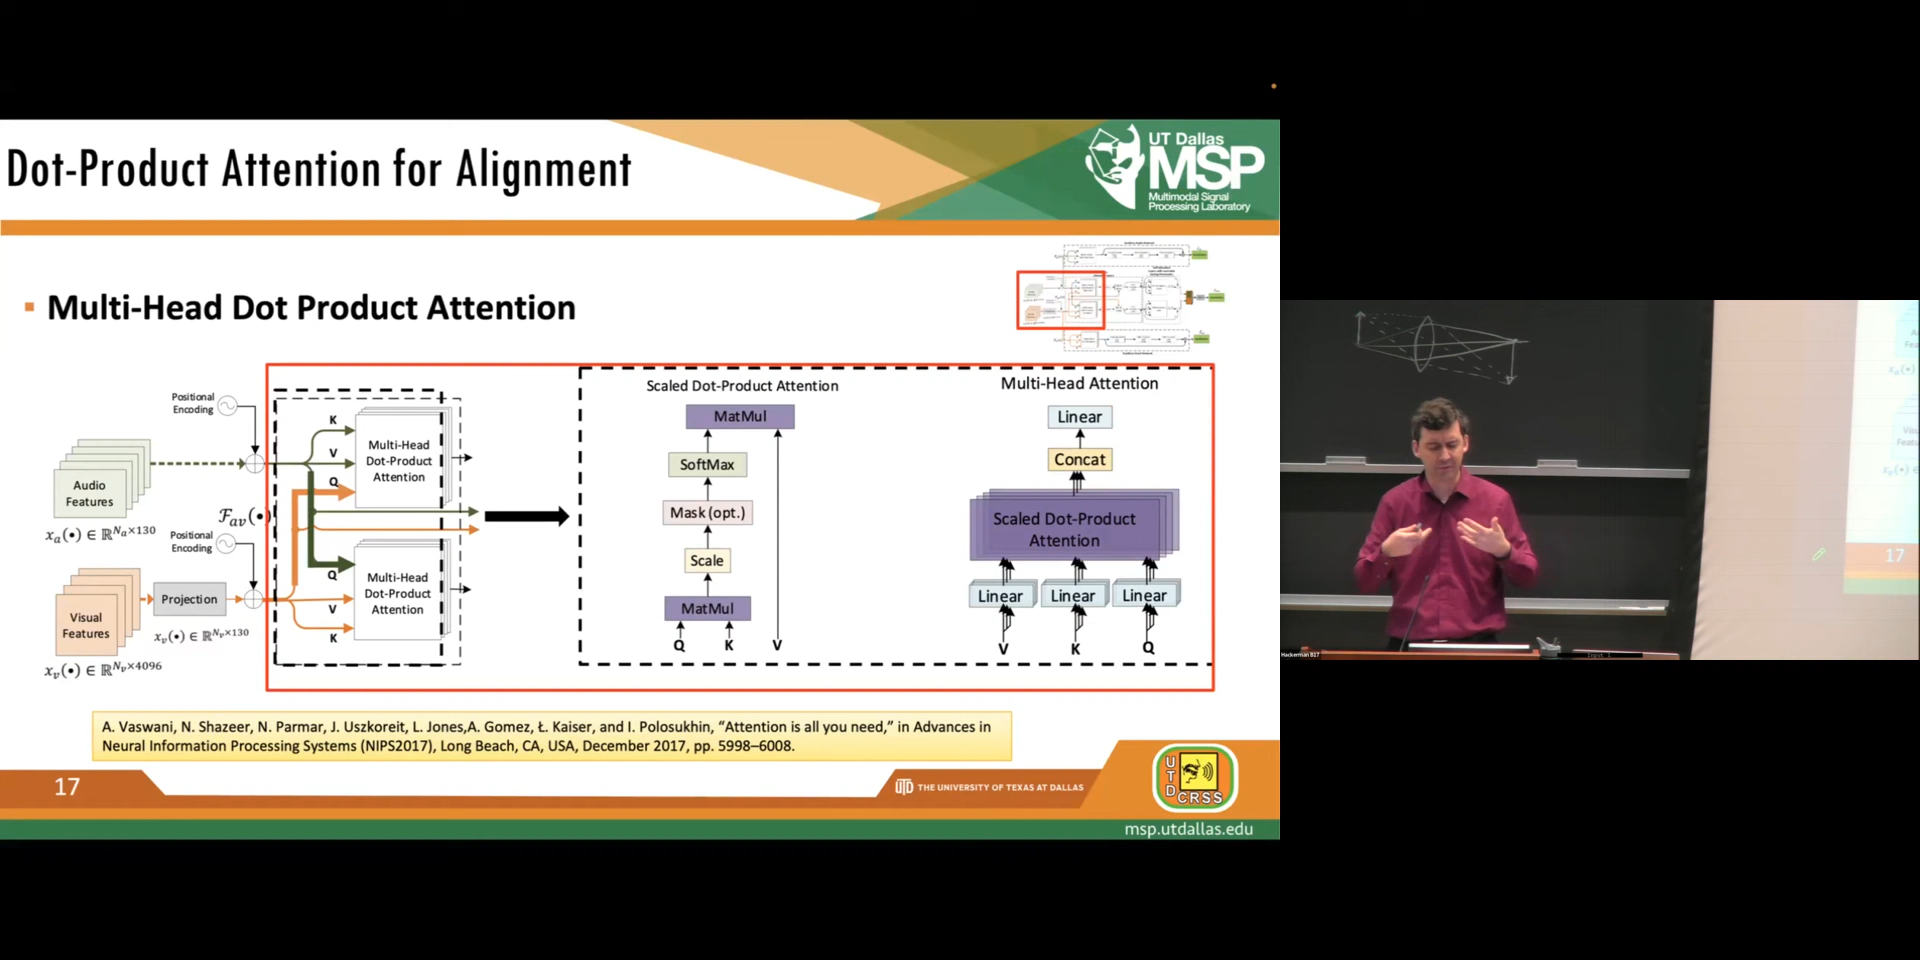 Dot-Product Attention for Alignment
UT Dallas
MSP
Multimodal Signal
Processing Laboratory
Multi-Head Dot Product Attention
Positional
Encoding
Audio
Features
x_a(•) ∈ ℝ^{N_a×130}
K
V
Q
Multi-Head
Dot-Product
Attention
ℱ_av(•)
Positional
Encoding
Visual
Features
x_v(•) ∈ ℝ^{N_v×4096}
Projection
x_v(•) ∈ ℝ^{N_v×130}
Q
V
K
Multi-Head
Dot-Product
Attention
Scaled Dot-Product Attention
MatMul
SoftMax
Mask (opt.)
Scale
MatMul
Q K V
Multi-Head Attention
Linear
Concat
Scaled Dot-Product
Attention
Linear Linear Linear
V K Q
A. Vaswani, N. Shazeer, N. Parmar, J. Uszkoreit, L. Jones,A. Gomez, Ł. Kaiser, and I. Polosukhin, “Attention is all you need,” in Advances in
Neural Information Processing Systems (NIPS2017), Long Beach, CA, USA, December 2017, pp. 5998–6008.
17
UTD THE UNIVERSITY OF TEXAS AT DALLAS
UTD
CRSS
msp.utdallas.edu
Hackerman B17
17